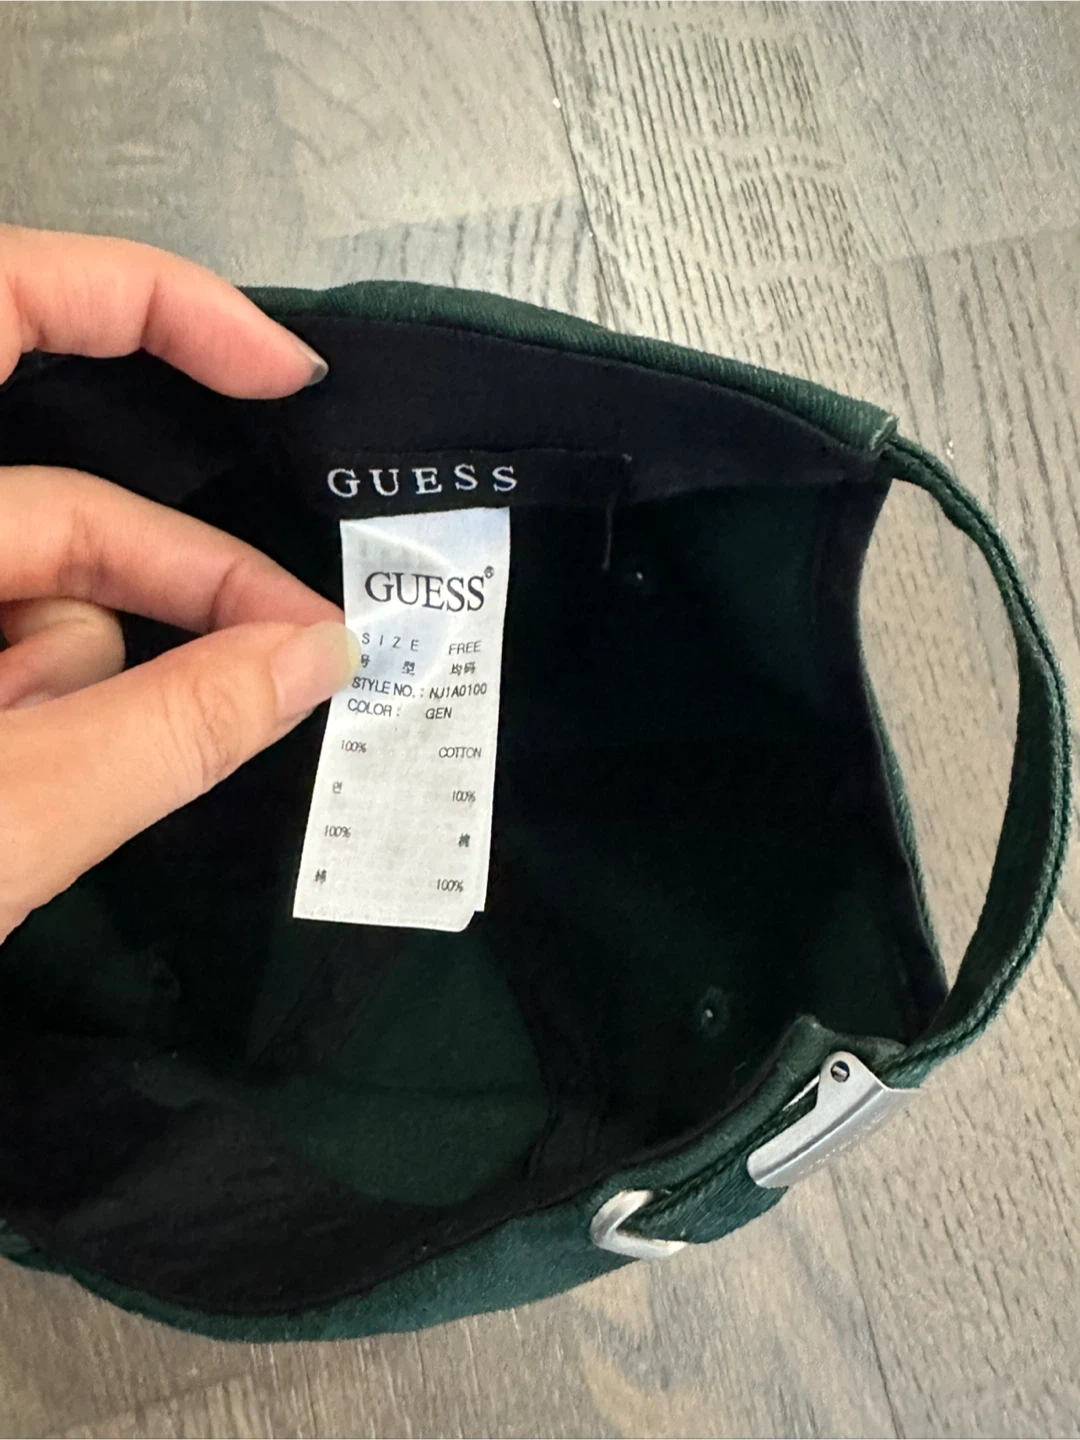 GUESS
GUESS®
SIZE FREE
号 型 均码
STYLE NO. : NJ1A0100
COLOR : GEN
100% COTTON
면 100%
100% 棉
綿 100%